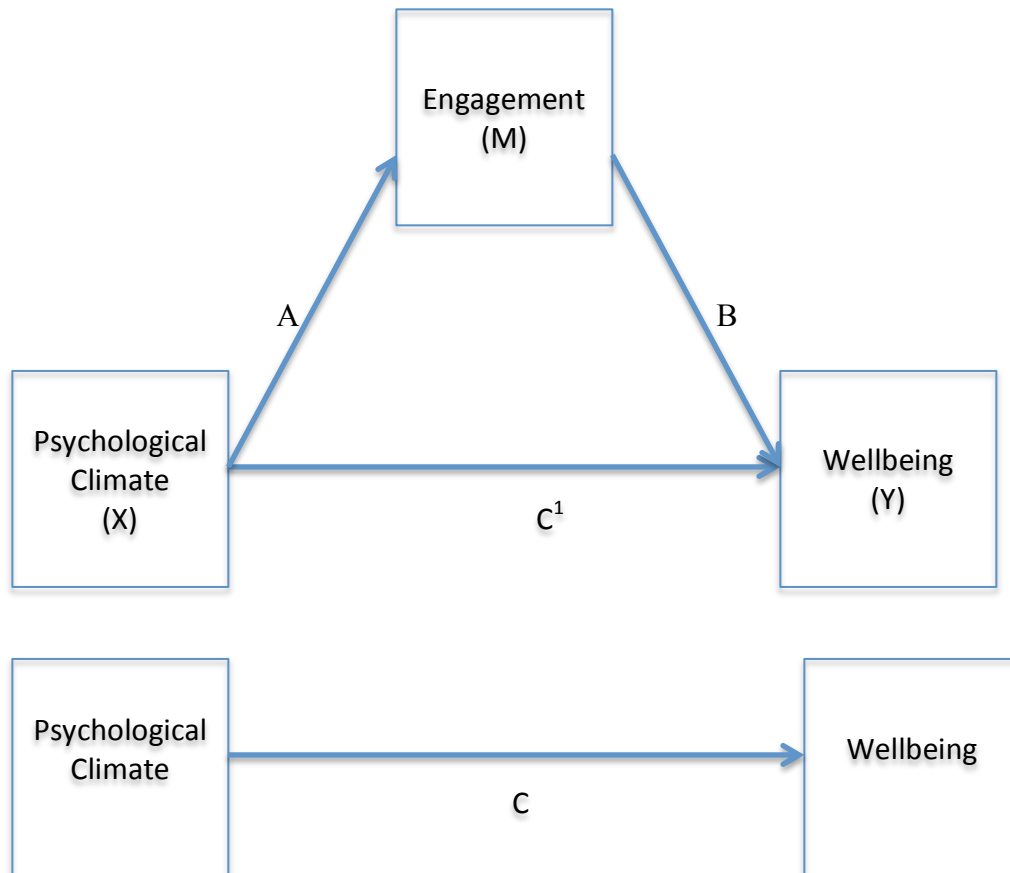 Engagement
(M)
A
B
Psychological
Climate
(X)
Wellbeing
(Y)
C¹
Psychological
Climate
Wellbeing
C